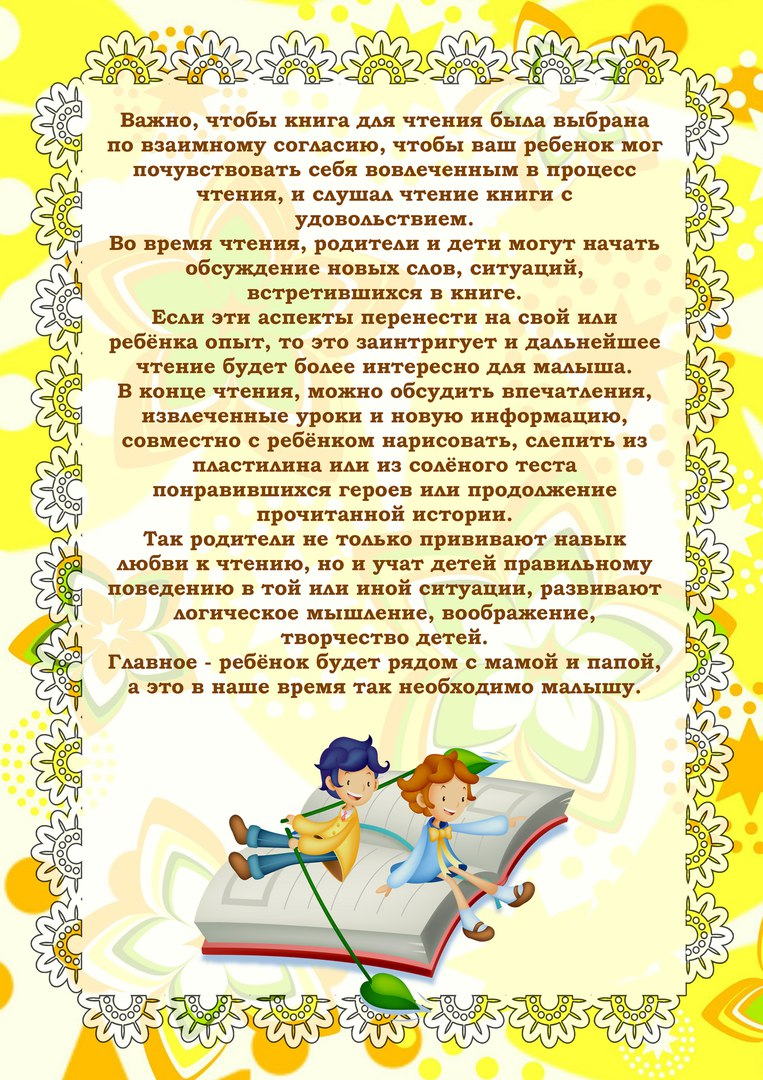 Важно, чтобы книга для чтения была выбрана
по взаимному согласию, чтобы ваш ребенок мог
почувствовать себя вовлеченным в процесс
чтения, и слушал чтение книги с
удовольствием.
Во время чтения, родители и дети могут начать
обсуждение новых слов, ситуаций,
встретившихся в книге.
Если эти аспекты перенести на свой или
ребёнка опыт, то это заинтригует и дальнейшее
чтение будет более интересно для малыша.
В конце чтения, можно обсудить впечатления,
извлеченные уроки и новую информацию,
совместно с ребёнком нарисовать, слепить из
пластилина или из солёного теста
понравившихся героев или продолжение
прочитанной истории.
Так родители не только прививают навык
любви к чтению, но и учат детей правильному
поведению в той или иной ситуации, развивают
логическое мышление, воображение,
творчество детей.
Главное - ребёнок будет рядом с мамой и папой,
а это в наше время так необходимо малышу.